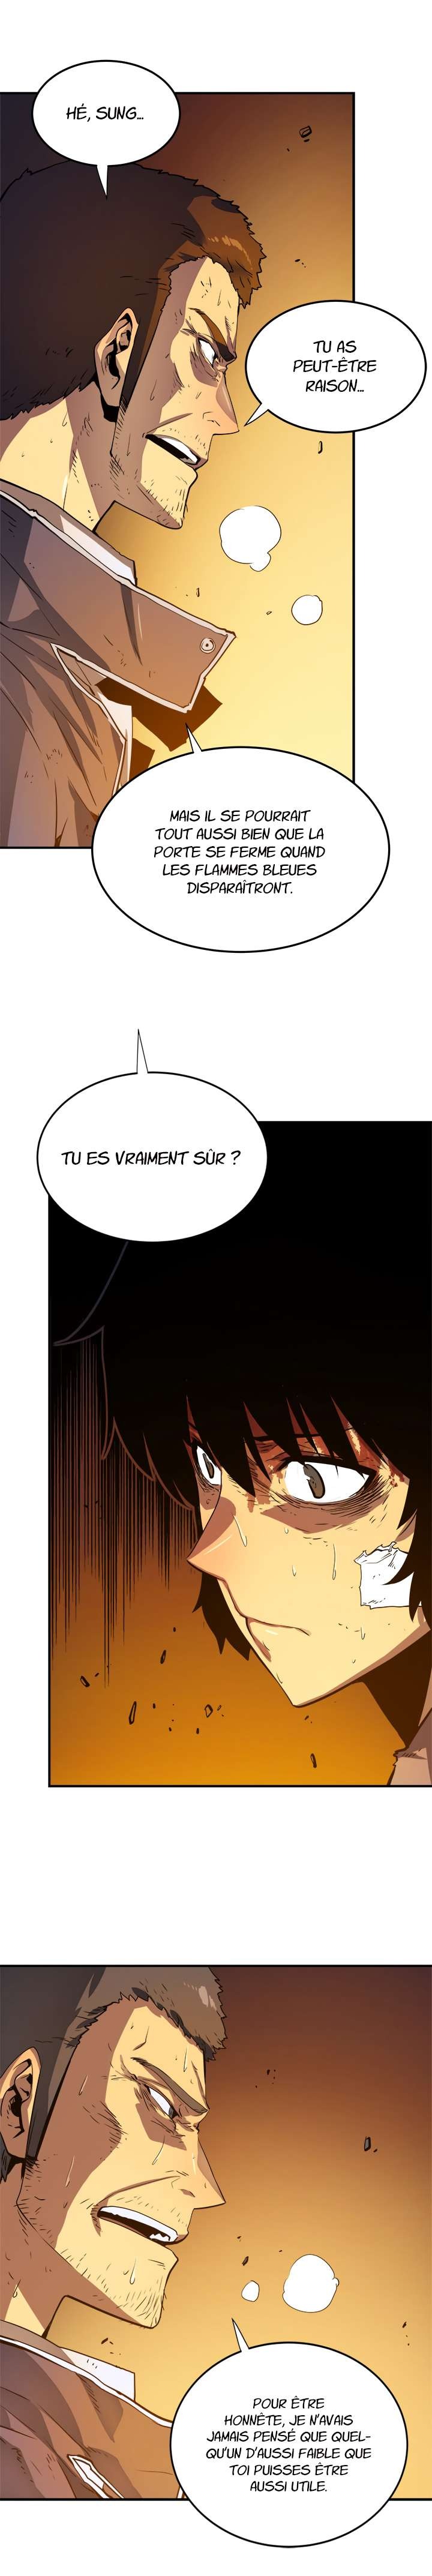 HÉ, SUNG...
TU AS
PEUT-ÊTRE
RAISON...
MAIS IL SE POURRAIT
TOUT AUSSI BIEN QUE LA
PORTE SE FERME QUAND
LES FLAMMES BLEUES
DISPARAÎTRONT.
TU ES VRAIMENT SÛR ?
POUR ÊTRE
HONNÊTE, JE N'AVAIS
JAMAIS PENSÉ QUE QUEL-
QU'UN D'AUSSI FAIBLE QUE
TOI PUISSES ÊTRE
AUSSI UTILE.